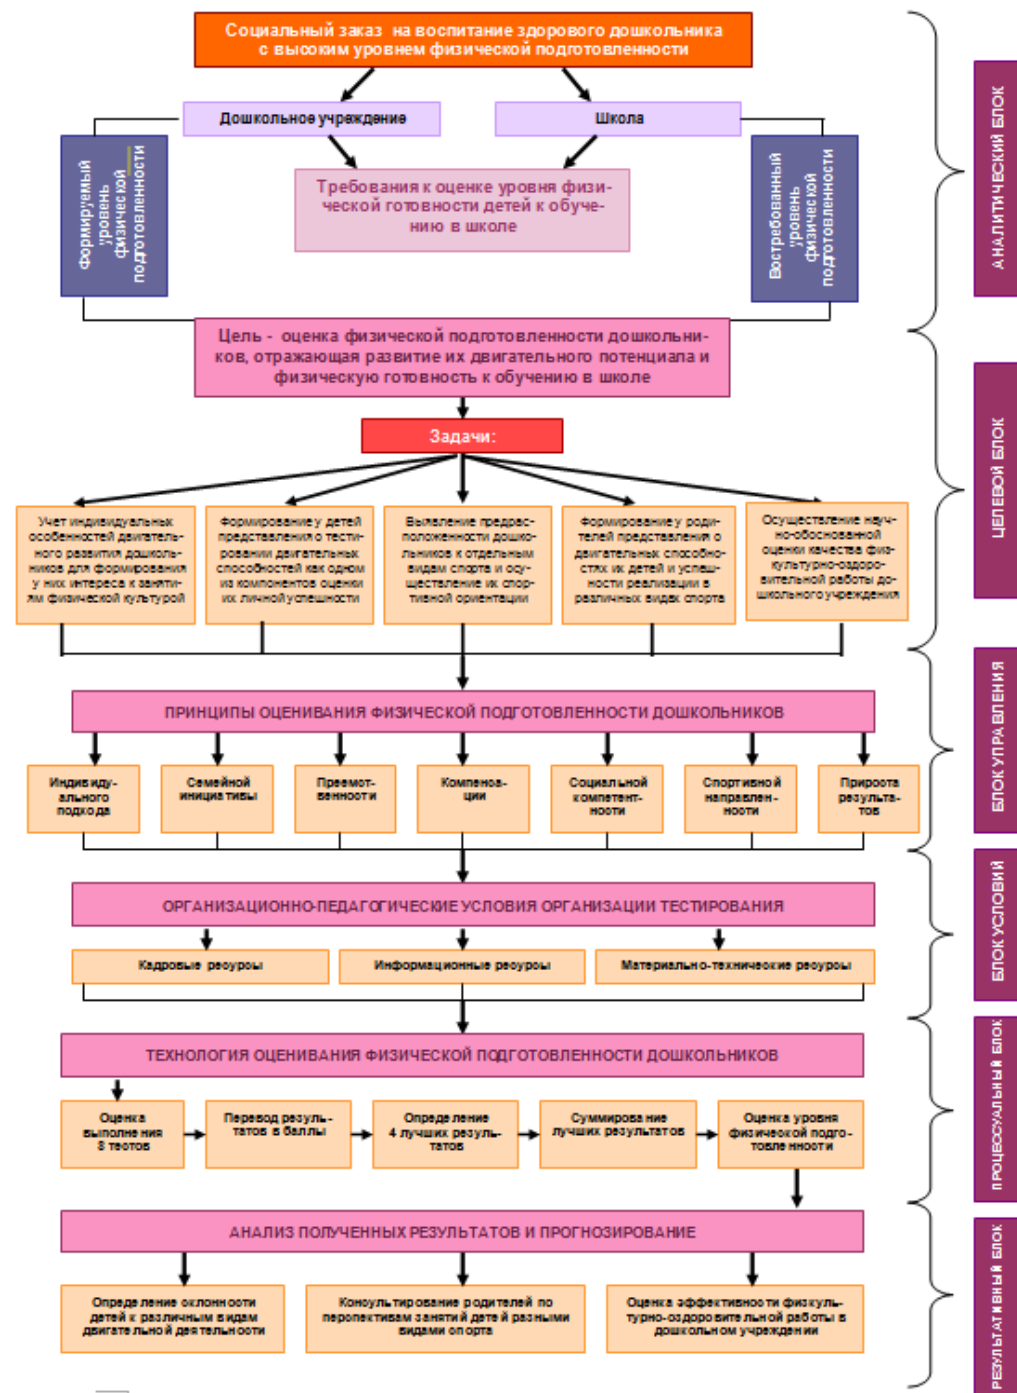 Социальный заказ на воспитание здорового дошкольника
с высоким уровнем физической подготовленности
Дошкольное учреждение
Школа
Формируемый
уровень
физической
подготовленности
Требования к оценке уровня физи-
ческой готовности детей к обуче-
нию в школе
Востребованный
уровень
физической
подготовленности
АНАЛИТИЧЕСКИЙ БЛОК
Цель - оценка физической подготовленности дошкольни-
ков, отражающая развитие их двигательного потенциала и
физическую готовность к обучению в школе
Задачи:
Учет индивидуальных
особенностей двигатель-
ного развития дошколь-
ников для формирования
у них интереса к заняти-
ям физической культурой
Формирование у детей
представления о тести-
ровании двигательных
способностей как одном
из компонентов оценки
их личной успешности
Выявление предрас-
положенности дошко-
льников к отдельным
видам спорта и осу-
ществление их спор-
тивной ориентации
Формирование у роди-
телей представления о
двигательных способно-
стях их детей и успеш-
ности реализации в
различных видах спорта
Осуществление науч-
но-обоснованной
оценки качества физ-
культурно-оздоро-
вительной работы до-
школьного учреждения
ЦЕЛЕВОЙ БЛОК
ПРИНЦИПЫ ОЦЕНИВАНИЯ ФИЗИЧЕСКОЙ ПОДГОТОВЛЕННОСТИ ДОШКОЛЬНИКОВ
Индивиду-
ального
подхода
Семейной
инициативы
Преемст-
венности
Компенса-
ции
Социальной
компетент-
ности
Спортивной
направлен-
ности
Прироста
результа-
тов
БЛОК УПРАВЛЕНИЯ
ОРГАНИЗАЦИОННО-ПЕДАГОГИЧЕСКИЕ УСЛОВИЯ ОРГАНИЗАЦИИ ТЕСТИРОВАНИЯ
Кадровые ресурсы
Информационные ресурсы
Материально-технические ресурсы
БЛОК УСЛОВИЙ
ТЕХНОЛОГИЯ ОЦЕНИВАНИЯ ФИЗИЧЕСКОЙ ПОДГОТОВЛЕННОСТИ ДОШКОЛЬНИКОВ
Оценка
выполнения
8 тестов
Перевод резуль-
татов в баллы
Определение
4 лучших резуль-
татов
Суммирование
лучших результатов
Оценка уровня
физической подго-
товленности
ПРОЦЕССУАЛЬНЫЙ БЛОК
АНАЛИЗ ПОЛУЧЕННЫХ РЕЗУЛЬТАТОВ И ПРОГНОЗИРОВАНИЕ
Определение склонности
детей к различным видам
двигательной деятельности
Консультирование родителей по
перспективам занятий детей разными
видами спорта
Оценка эффективности физкуль-
турно-оздоровительной работы в
дошкольном учреждении
РЕЗУЛЬТАТИВНЫЙ БЛОК